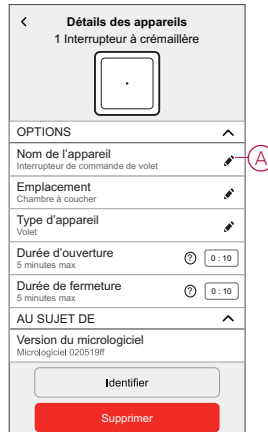 Détails des appareils
1 Interrupteur à crémaillère
OPTIONS
Nom de l'appareil
Interrupteur de commande de volet
A
Emplacement
Chambre à coucher
Type d'appareil
Volet
Durée d'ouverture
5 minutes max
? 0 : 10
Durée de fermeture
5 minutes max
? 0 : 10
AU SUJET DE
Version du micrologiciel
Micrologiciel 020519ff
Identifier
Supprimer